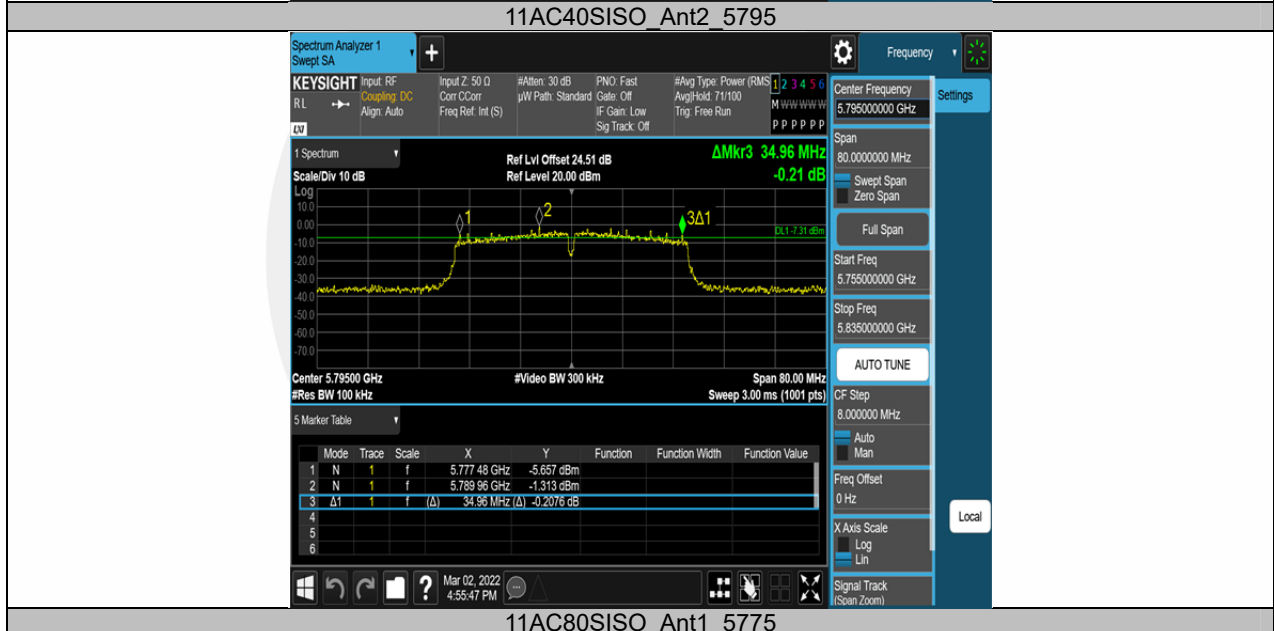 11AC40SISO_Ant2_5795
Spectrum Analyzer 1
Swept SA
+
Frequency
KEYSIGHT
RL
LXI
Input: RF
Coupling: DC
Align: Auto
Input Z: 50 Ω
Corr CCorr
Freq Ref: Int (S)
#Atten: 30 dB
µW Path: Standard
PNO: Fast
Gate: Off
IF Gain: Low
Sig Track: Off
#Avg Type: Power (RMS
Avg|Hold: 71/100
Trig: Free Run
1 2 3 4 5 6
M W W W W W
P P P P P P
Center Frequency
5.795000000 GHz
Settings
Span
80.0000000 MHz
Swept Span
Zero Span
Full Span
Start Freq
5.755000000 GHz
Stop Freq
5.835000000 GHz
AUTO TUNE
CF Step
8.000000 MHz
Auto
Man
Freq Offset
0 Hz
X Axis Scale
Log
Lin
Signal Track
(Span Zoom)
Local
1 Spectrum
Scale/Div 10 dB
Log
Ref Lvl Offset 24.51 dB
Ref Level 20.00 dBm
ΔMkr3 34.96 MHz
-0.21 dB
10.0
0.00
-10.0
-20.0
-30.0
-40.0
-50.0
-60.0
-70.0
1
2
3Δ1
DL1 -7.31 dBm
Center 5.79500 GHz
#Video BW 300 kHz
Span 80.00 MHz
#Res BW 100 kHz
Sweep 3.00 ms (1001 pts)
5 Marker Table
Mode Trace Scale X Y Function Function Width Function Value
1 N 1 f 5.777 48 GHz -5.657 dBm
2 N 1 f 5.789 96 GHz -1.313 dBm
3 Δ1 1 f (Δ) 34.96 MHz (Δ) -0.2076 dB
4
5
6
?
Mar 02, 2022
4:55:47 PM
11AC80SISO_Ant1_5775